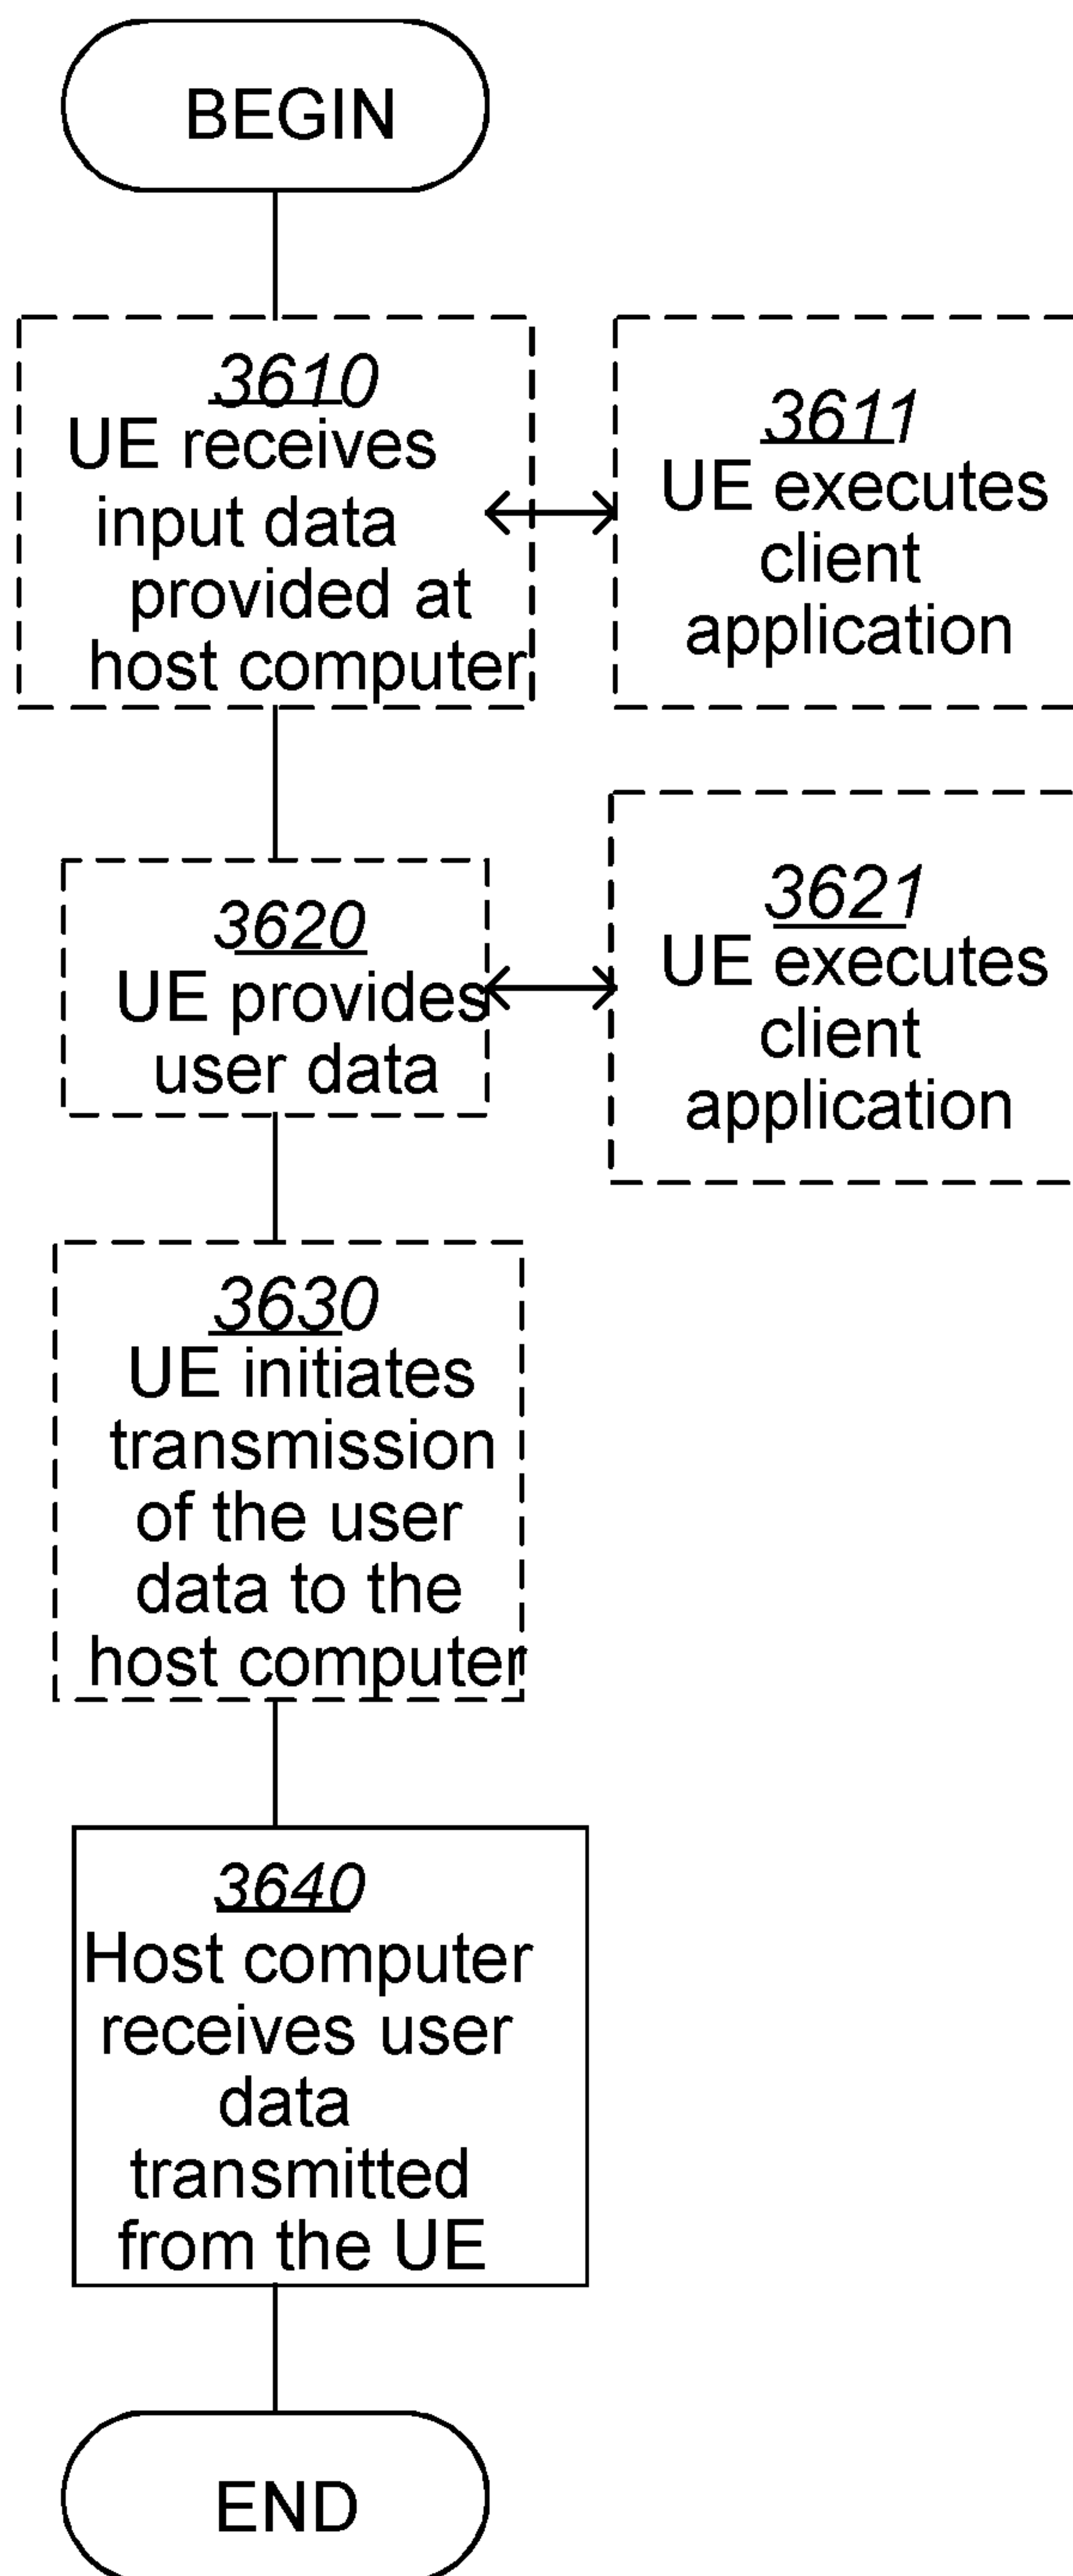 BEGIN
3610
UE receives
input data
provided at
host computer
3611
UE executes
client
application
3620
UE provides
user data
3621
UE executes
client
application
3630
UE initiates
transmission
of the user
data to the
host computer
3640
Host computer
receives user
data
transmitted
from the UE
END